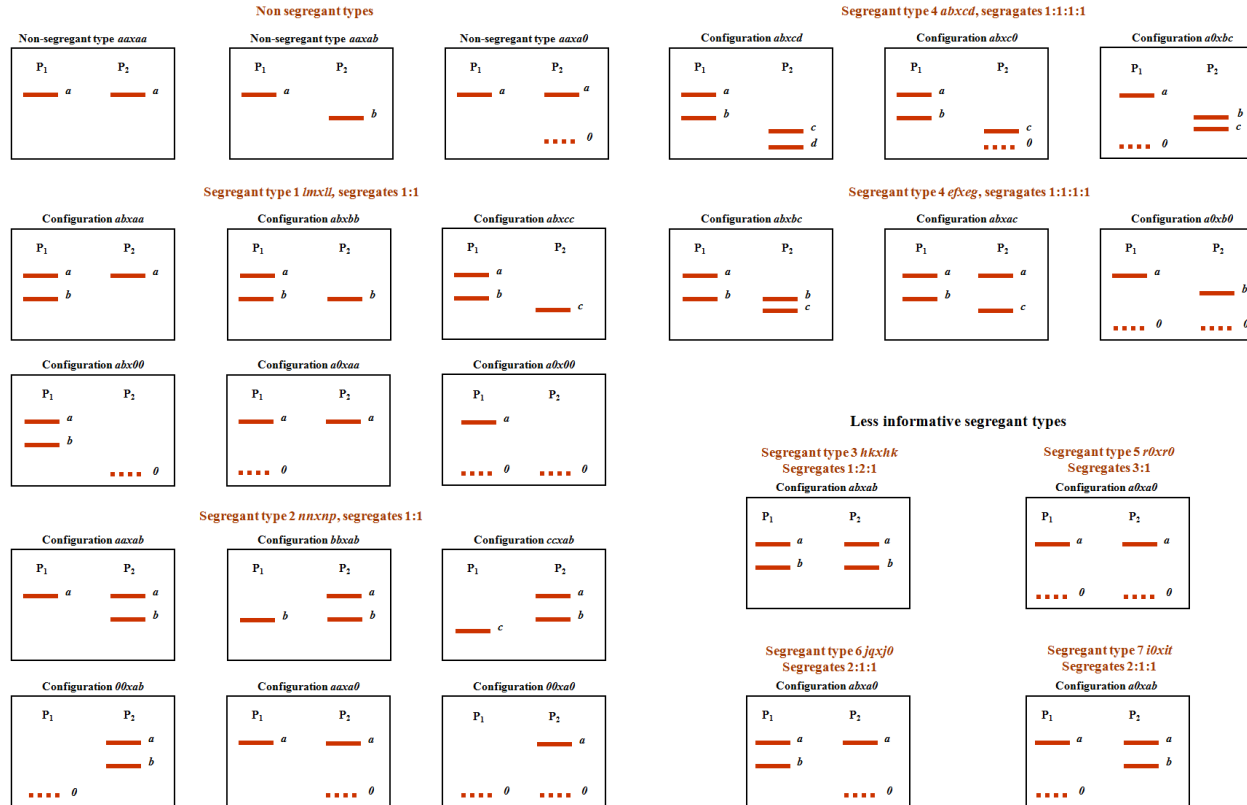 Non segregant types
Non-segregant type aaxaa
P1 P2
a a
Non-segregant type aaxab
P1 P2
a
b
Non-segregant type aaxa0
P1 P2
a a
0
Segregant type 1 lmxll, segregates 1:1
Configuration abxaa
P1 P2
a a
b
Configuration abxbb
P1 P2
a
b b
Configuration abxcc
P1 P2
a
b
c
Configuration abx00
P1 P2
a
b
0
Configuration a0xaa
P1 P2
a a
0
Configuration a0x00
P1 P2
a
0 0
Segregant type 2 nnxnp, segregates 1:1
Configuration aaxab
P1 P2
a a
b
Configuration bbxab
P1 P2
a
b b
Configuration ccxab
P1 P2
a
b
c
Configuration 00xab
P1 P2
a
b
0
Configuration aaxa0
P1 P2
a a
0
Configuration 00xa0
P1 P2
a
0 0
Segregant type 4 abxcd, segragates 1:1:1:1
Configuration abxcd
P1 P2
a
b
c
d
Configuration abxc0
P1 P2
a
b
c
0
Configuration a0xbc
P1 P2
a
b
c
0
Segregant type 4 efxeg, segragates 1:1:1:1
Configuration abxbc
P1 P2
a
b b
c
Configuration abxac
P1 P2
a a
b
c
Configuration a0xb0
P1 P2
a
b
0 0
Less informative segregant types
Segregant type 3 hkxhk
Segregates 1:2:1
Configuration abxab
P1 P2
a a
b b
Segregant type 5 r0xr0
Segregates 3:1
Configuration a0xa0
P1 P2
a a
0 0
Segregant type 6 jqxj0
Segregates 2:1:1
Configuration abxa0
P1 P2
a a
b
0
Segregant type 7 i0xit
Segregates 2:1:1
Configuration a0xab
P1 P2
a a
b
0